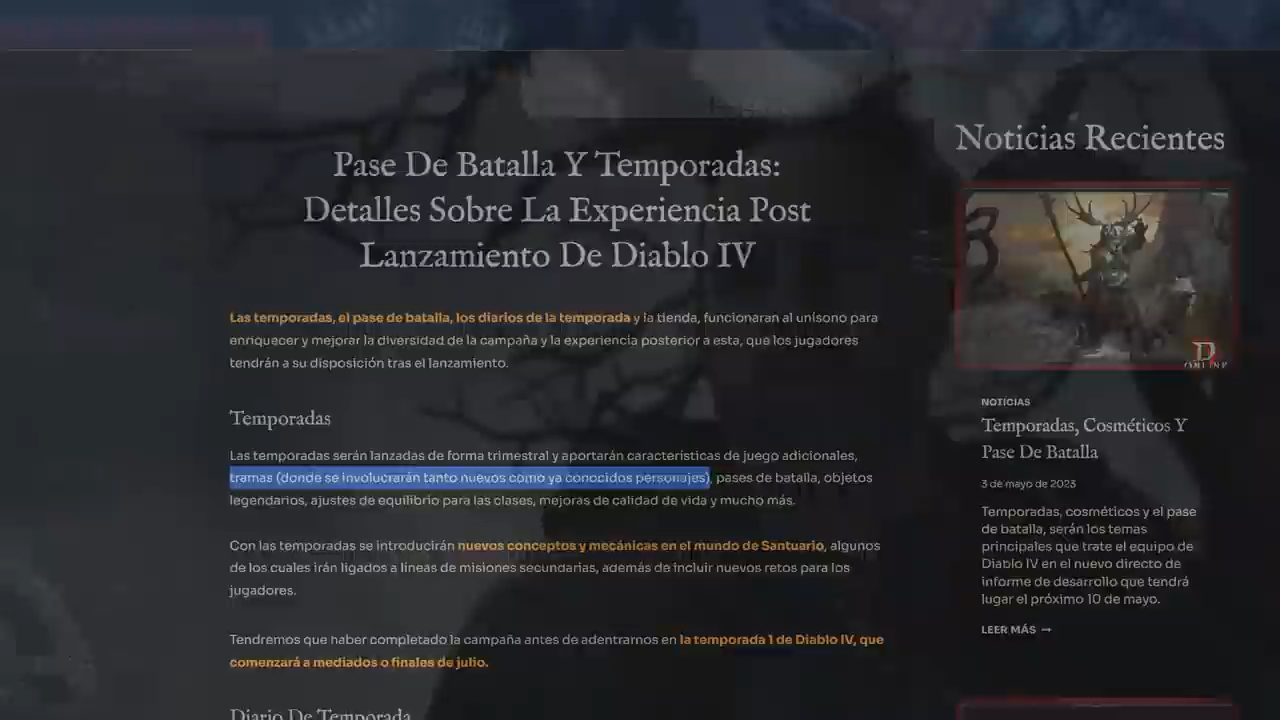 Pase De Batalla Y Temporadas:
Detalles Sobre La Experiencia Post
Lanzamiento De Diablo IV
Las temporadas, el pase de batalla, los diarios de la temporada y la tienda, funcionaran al unisono para
enriquecer y mejorar la diversidad de la campaña y la experiencia posterior a esta, que los jugadores
tendrán a su disposición tras el lanzamiento.
Temporadas
Las temporadas serán lanzadas de forma trimestral y aportarán características de juego adicionales,
tramas (donde se involucrarán tanto nuevos como ya conocidos personajes), pases de batalla, objetos
legendarios, ajustes de equilibrio para las clases, mejoras de calidad de vida y mucho más.
Con las temporadas se introducirán nuevos conceptos y mecánicas en el mundo de Santuario, algunos
de los cuales irán ligados a líneas de misiones secundarias, además de incluir nuevos retos para los
jugadores.
Tendremos que haber completado la campaña antes de adentrarnos en la temporada 1 de Diablo IV, que
comenzará a mediados o finales de julio.
Diario De Temporada
Noticias Recientes
D
ONLINE
NOTICIAS
Temporadas, Cosméticos Y
Pase De Batalla
3 de mayo de 2023
Temporadas, cosméticos y el pase
de batalla, serán los temas
principales que trate el equipo de
Diablo IV en el nuevo directo de
informe de desarrollo que tendrá
lugar el próximo 10 de mayo.
LEER MÁS →